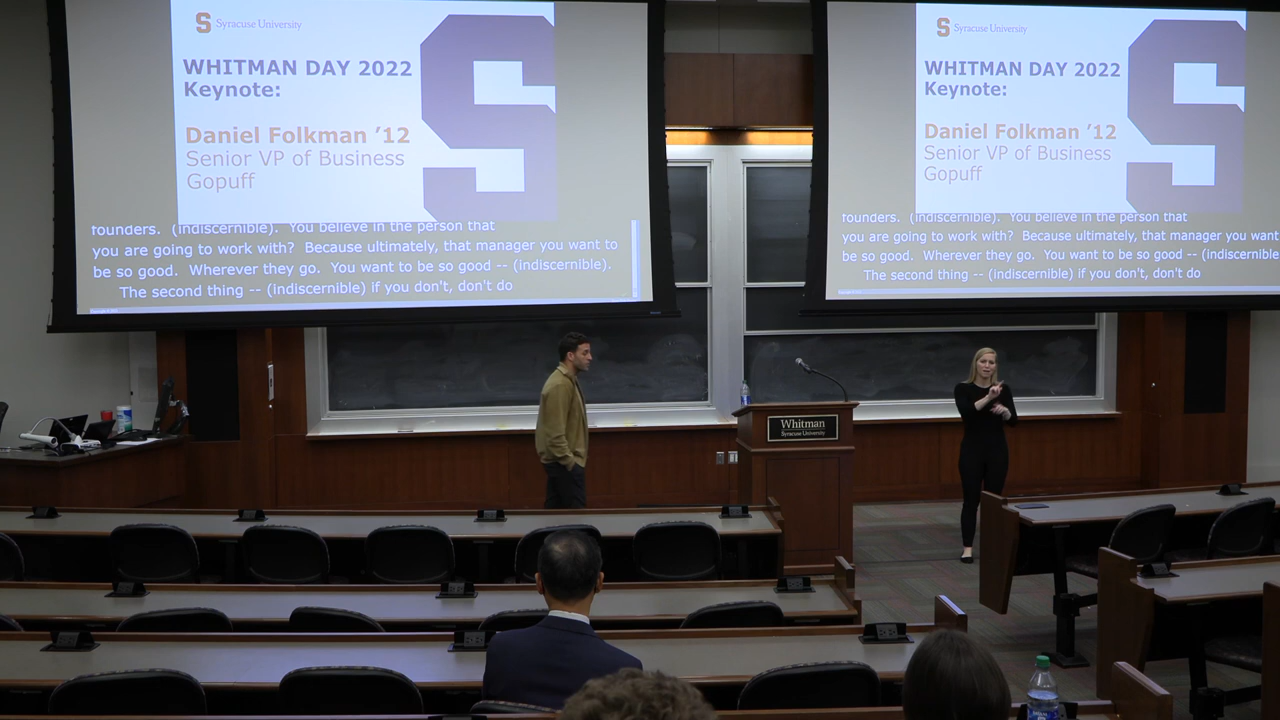 S Syracuse University
WHITMAN DAY 2022
Keynote:
Daniel Folkman ’12
Senior VP of Business
Gopuff
founders. (indiscernible). You believe in the person that
you are going to work with? Because ultimately, that manager you want to
be so good. Wherever they go. You want to be so good -- (indiscernible).
The second thing -- (indiscernible) if you don't, don't do
S Syracuse University
WHITMAN DAY 2022
Keynote:
Daniel Folkman ’12
Senior VP of Business
Gopuff
founders. (indiscernible). You believe in the person that
you are going to work with? Because ultimately, that manager you want
be so good. Wherever they go. You want to be so good -- (indiscernible
The second thing -- (indiscernible) if you don't, don't do
Whitman
Syracuse University